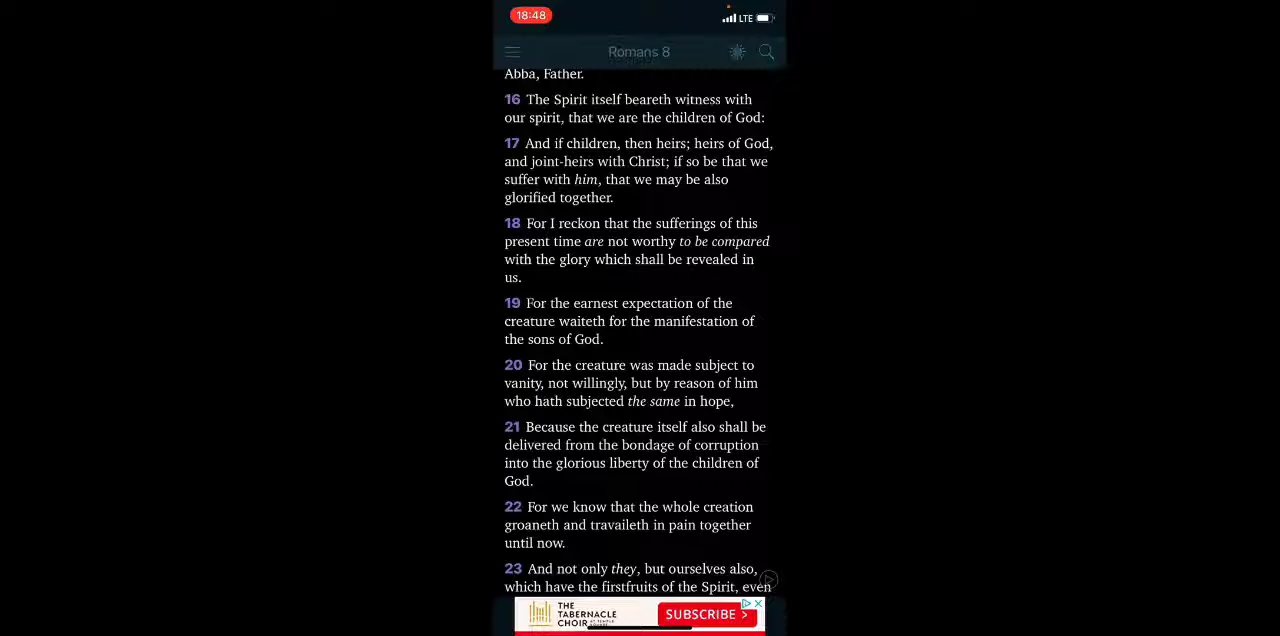 18:48
LTE
Romans 8
Abba, Father.
16 The Spirit itself beareth witness with
our spirit, that we are the children of God:
17 And if children, then heirs; heirs of God,
and joint-heirs with Christ; if so be that we
suffer with him, that we may be also
glorified together.
18 For I reckon that the sufferings of this
present time are not worthy to be compared
with the glory which shall be revealed in
us.
19 For the earnest expectation of the
creature waiteth for the manifestation of
the sons of God.
20 For the creature was made subject to
vanity, not willingly, but by reason of him
who hath subjected the same in hope,
21 Because the creature itself also shall be
delivered from the bondage of corruption
into the glorious liberty of the children of
God.
22 For we know that the whole creation
groaneth and travaileth in pain together
until now.
23 And not only they, but ourselves also,
which have the firstfruits of the Spirit, even
THE
TABERNACLE
CHOIR AT TEMPLE SQUARE
SUBSCRIBE >